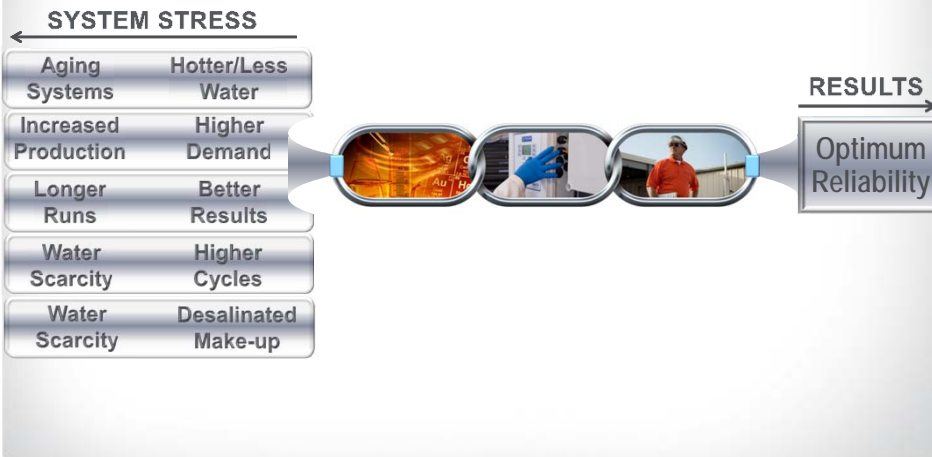 SYSTEM STRESS
Aging Hotter/Less
Systems Water
Increased Higher
Production Demand
Longer Better
Runs Results
Water Higher
Scarcity Cycles
Water Desalinated
Scarcity Make-up
Au
RESULTS
Optimum
Reliability